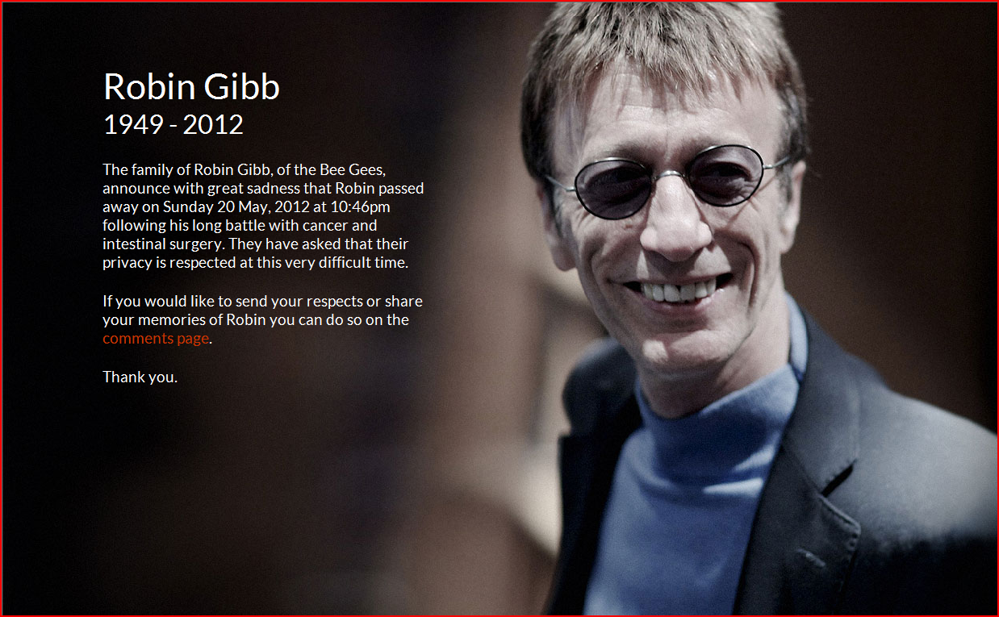 Robin Gibb
1949 - 2012
The family of Robin Gibb, of the Bee Gees,
announce with great sadness that Robin passed
away on Sunday 20 May, 2012 at 10:46pm
following his long battle with cancer and
intestinal surgery. They have asked that their
privacy is respected at this very difficult time.
If you would like to send your respects or share
your memories of Robin you can do so on the
comments page.
Thank you.